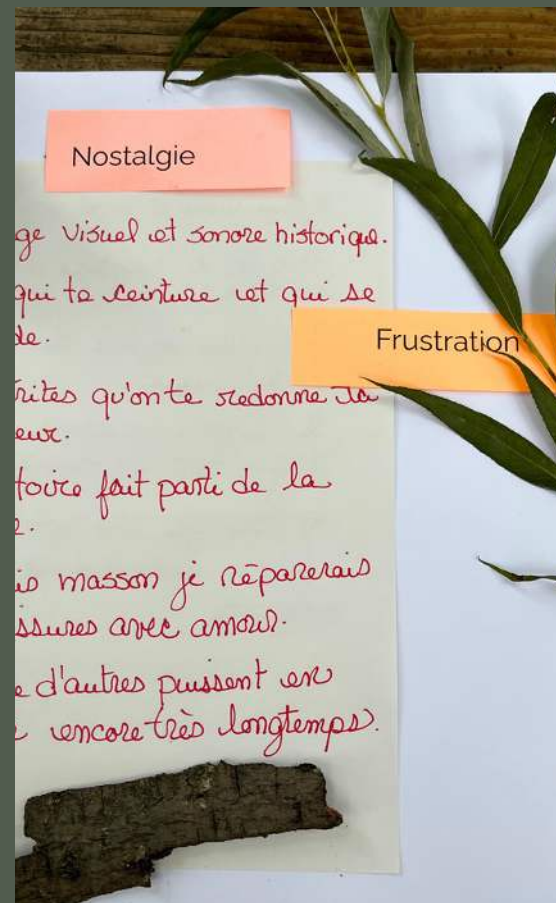 Nostalgie
ge visuel et sonore historique.
qui ta ceinture et qui se
de.
Frustration
rites qu'on te redonne ta
eur.
toire fait parti de la
e.
is masson je réparerais
ssures avec amour.
e d'autres puissent en
encore très longtemps.